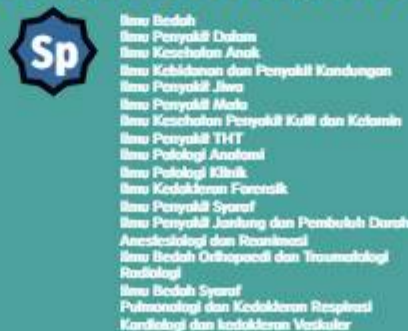 Sp
Ilmu Bedah
Ilmu Penyakit Dalam
Ilmu Kesehatan Anak
Ilmu Kebidanan dan Penyakit Kandungan
Ilmu Penyakit Jiwa
Ilmu Penyakit Mata
Ilmu Kesehatan Penyakit Kulit dan Kelamin
Ilmu Penyakit THT
Ilmu Patologi Anatomi
Ilmu Patologi Klinik
Ilmu Kedokteran Forensik
Ilmu Penyakit Syaraf
Ilmu Penyakit Jantung dan Pembuluh Darah
Anestesiologi dan Reanimasi
Ilmu Bedah Orthopaedi dan Traumatologi
Radiologi
Ilmu Bedah Syaraf
Pulmonologi dan Kedokteran Respirasi
Kardiologi dan kedokteran Vaskuler